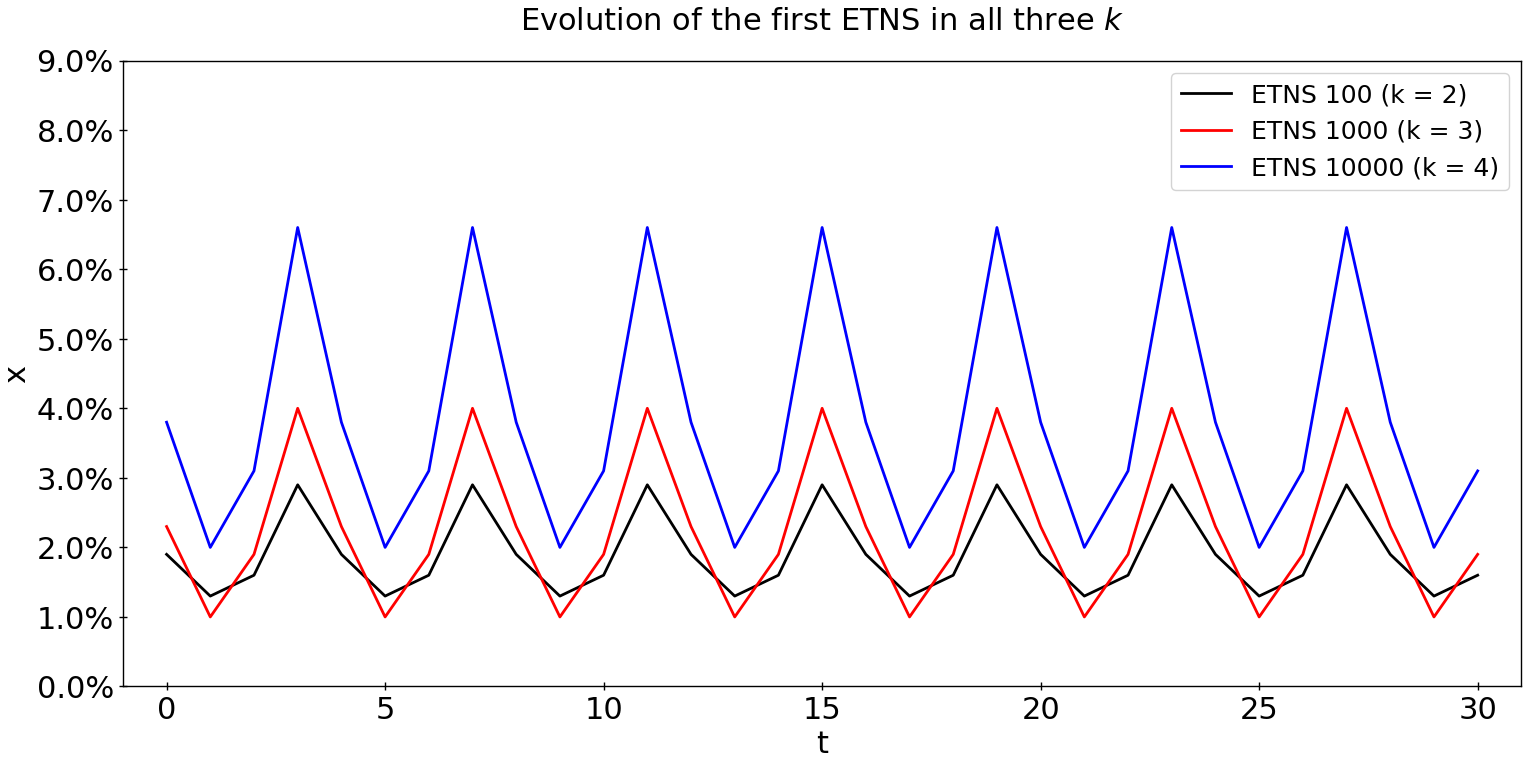 Evolution of the first ETNS in all three k
9.0%
8.0%
7.0%
6.0%
5.0%
4.0%
3.0%
2.0%
1.0%
0.0%
x
ETNS 100 (k = 2)
ETNS 1000 (k = 3)
ETNS 10000 (k = 4)
0 5 10 15 20 25 30
t